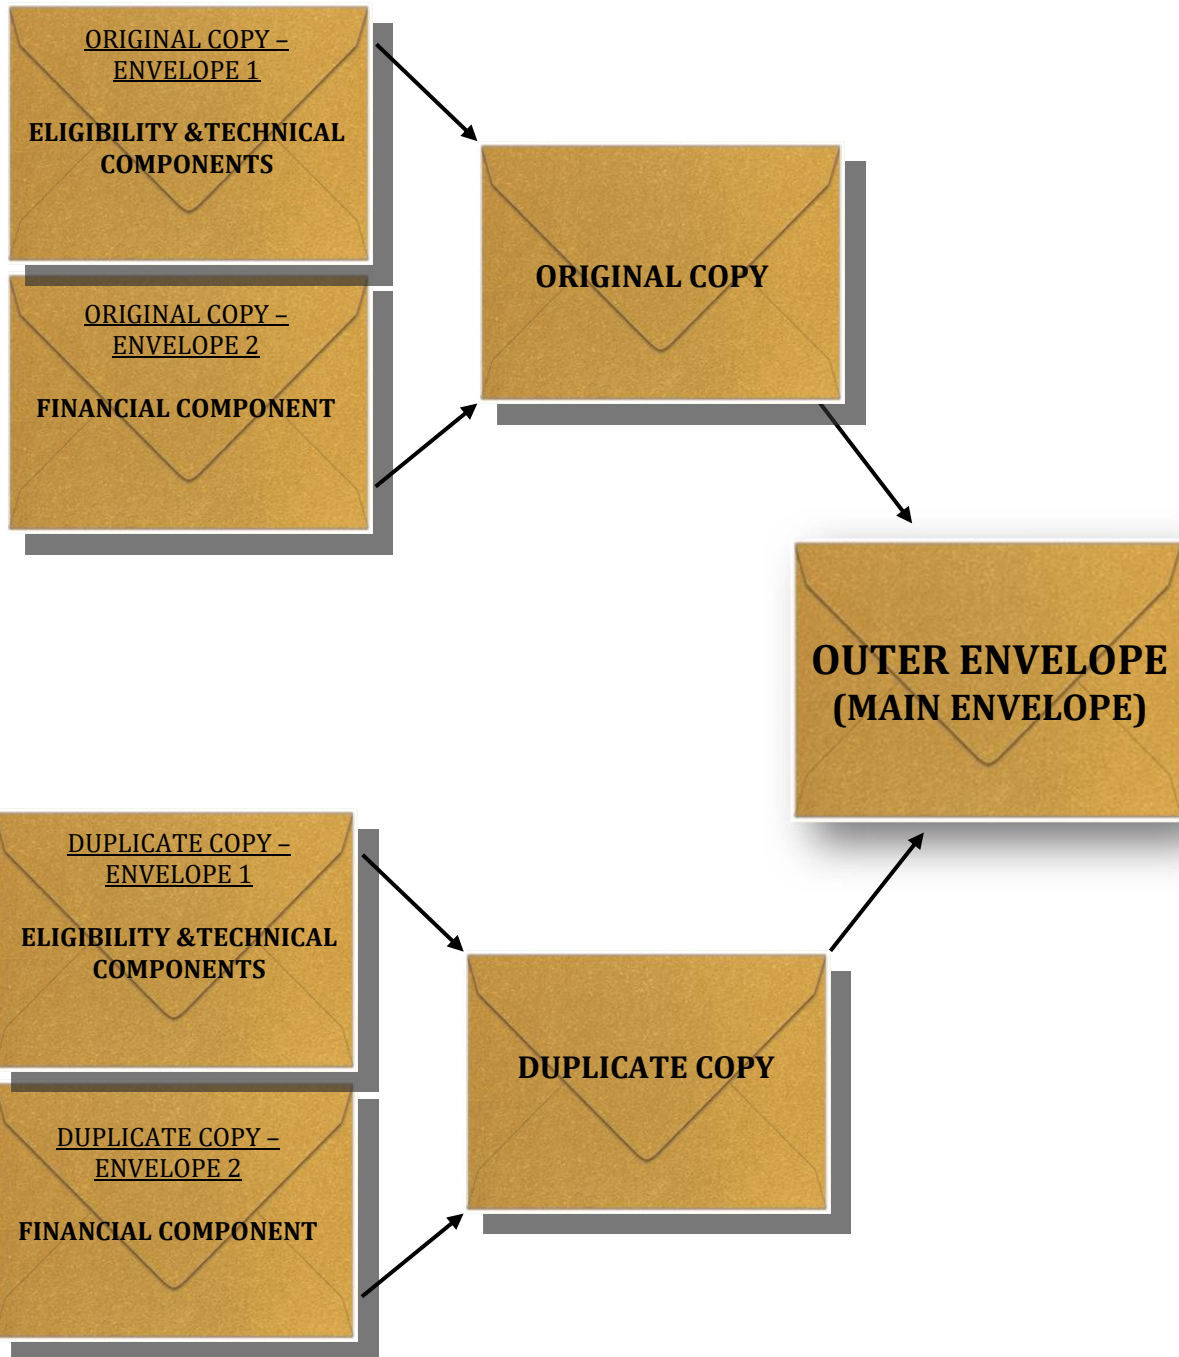 ORIGINAL COPY –
ENVELOPE 1
ELIGIBILITY &TECHNICAL
COMPONENTS
ORIGINAL COPY –
ENVELOPE 2
FINANCIAL COMPONENT
ORIGINAL COPY
OUTER ENVELOPE
(MAIN ENVELOPE)
DUPLICATE COPY –
ENVELOPE 1
ELIGIBILITY &TECHNICAL
COMPONENTS
DUPLICATE COPY –
ENVELOPE 2
FINANCIAL COMPONENT
DUPLICATE COPY